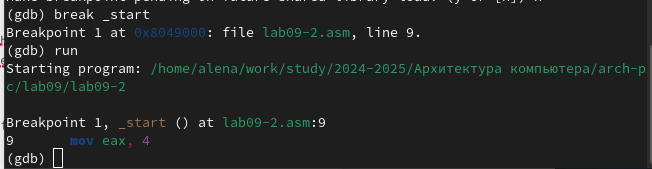 (gdb) break _start
Breakpoint 1 at 0x8049000: file lab09-2.asm, line 9.
(gdb) run
Starting program: /home/alena/work/study/2024-2025/Архитектура компьютера/arch-p
c/lab09/lab09-2
Breakpoint 1, _start () at lab09-2.asm:9
9 mov eax, 4
(gdb)